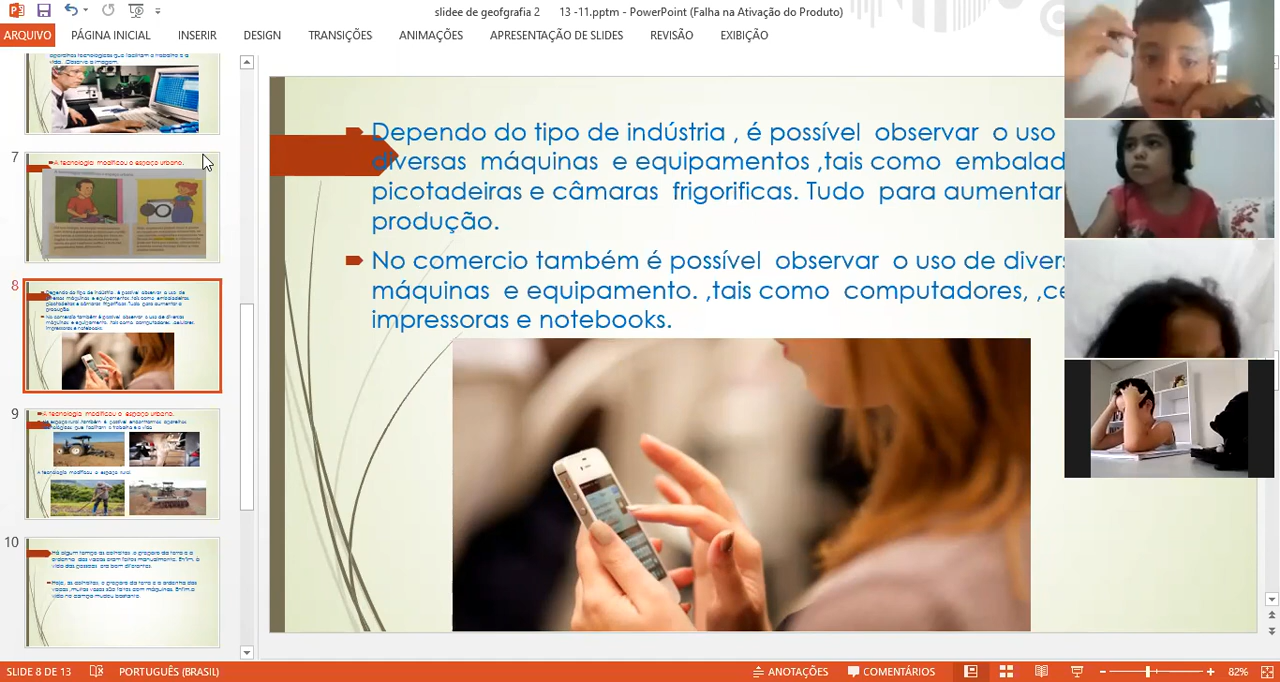 slidee de geofgrafia 2 13 -11.pptm - PowerPoint (Falha na Ativação do Produto)
ARQUIVO PÁGINA INICIAL INSERIR DESIGN TRANSIÇÕES ANIMAÇÕES APRESENTAÇÃO DE SLIDES REVISÃO EXIBIÇÃO
7
A tecnologia modificou o espaço urbano.
8
9
A tecnologia modificou o espaço urbano.
A tecnologia modificou o espaço rural.
10
Dependo do tipo de indústria , é possível observar o uso
diversas máquinas e equipamentos ,tais como embalad
picotadeiras e câmaras frigorificas. Tudo para aumentar
produção.
No comercio também é possível observar o uso de divers
máquinas e equipamento. ,tais como computadores, ,ce
impressoras e notebooks.
SLIDE 8 DE 13 PORTUGUÊS (BRASIL) ANOTAÇÕES COMENTÁRIOS 82%